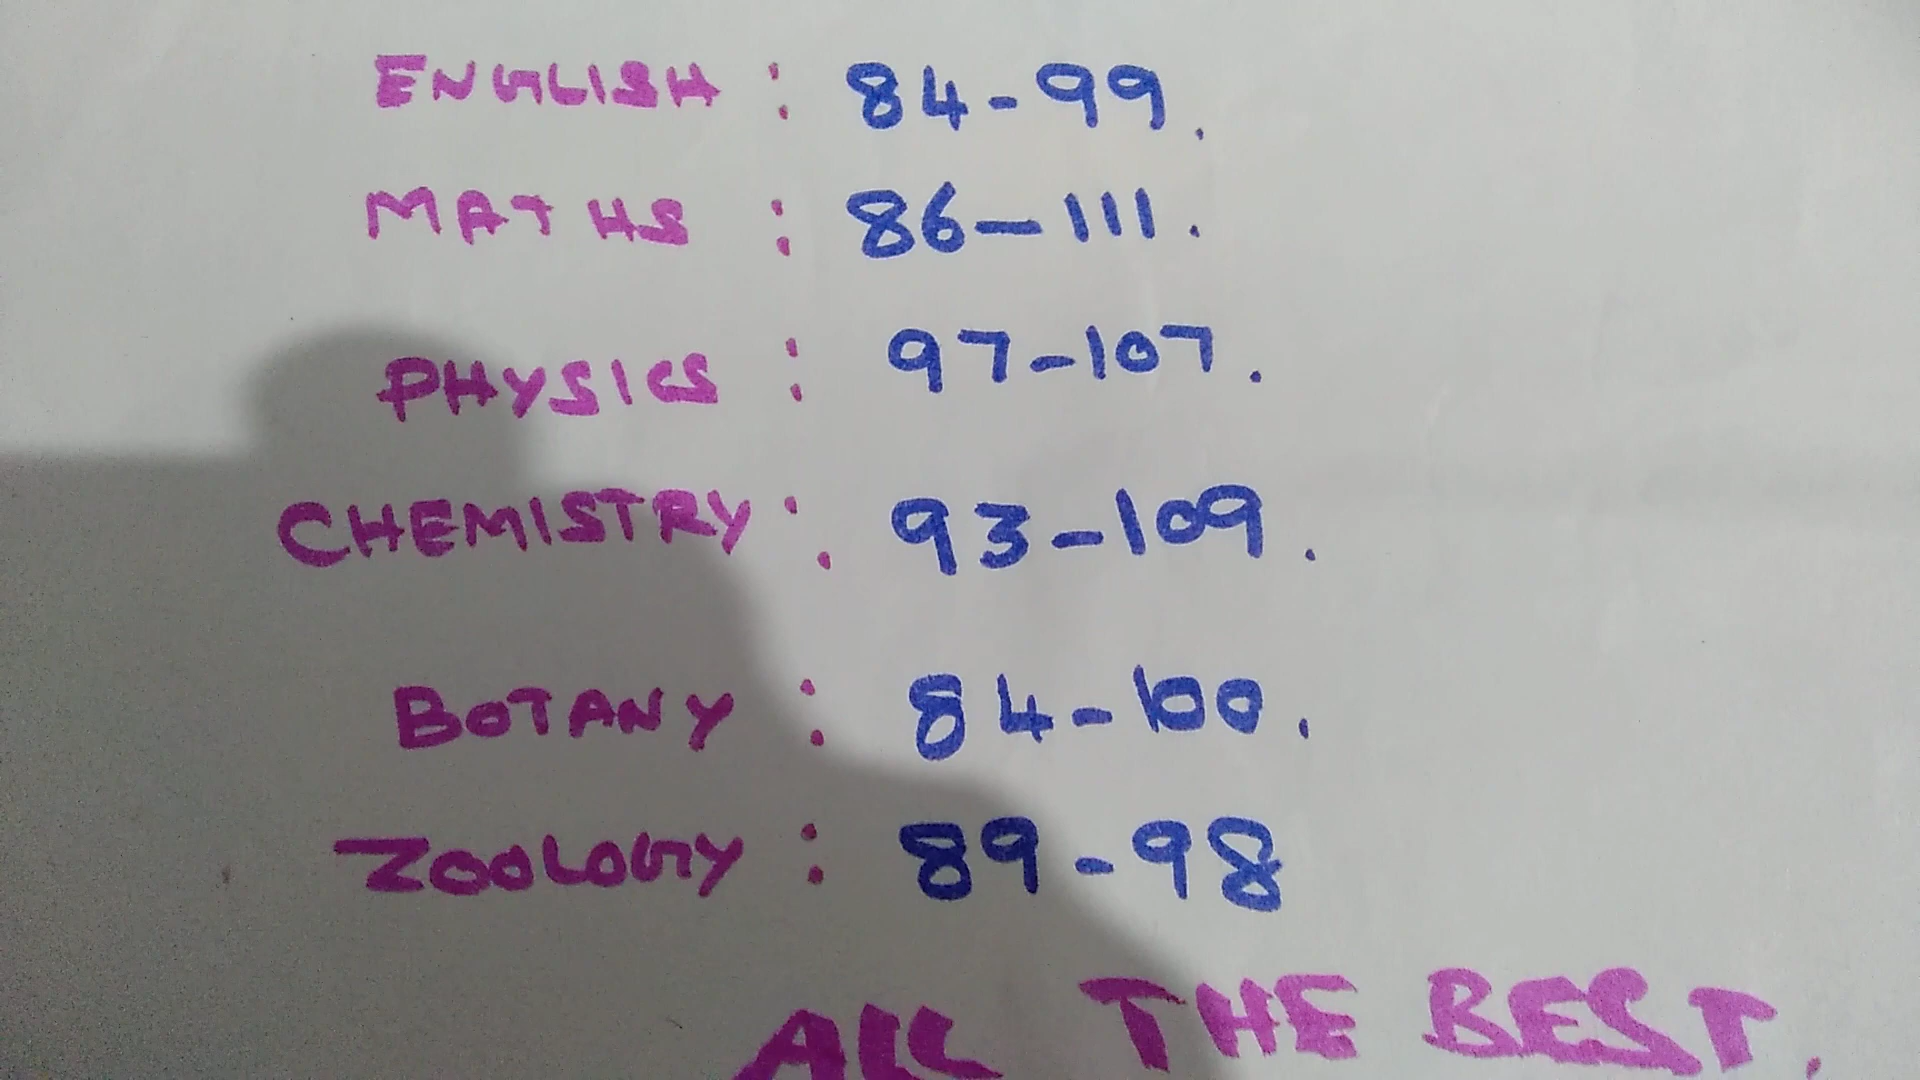 ENGLISH : 84-99.
MATHS : 86-111.
PHYSICS : 97-107.
CHEMISTRY : 93-109.
BOTANY : 84-100.
ZOOLOGY : 89-98
ALL THE BEST.